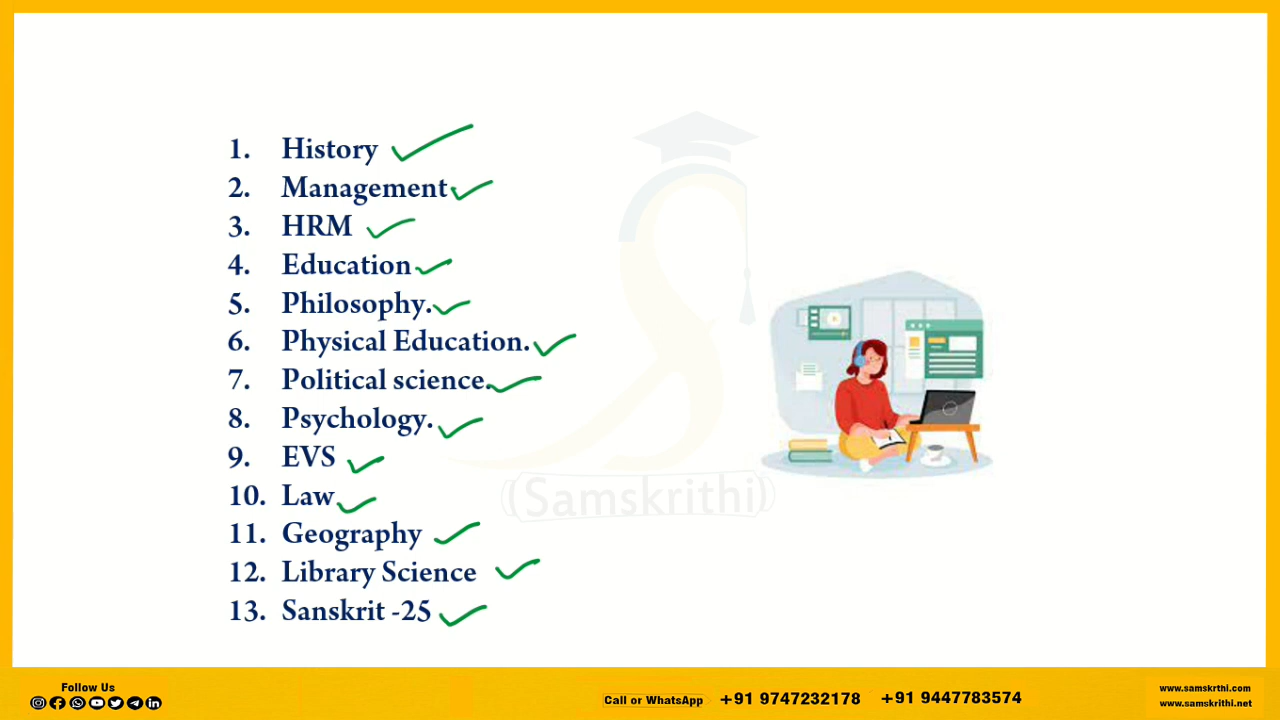 1. History
2. Management
3. HRM
4. Education
5. Philosophy.
6. Physical Education.
7. Political science.
8. Psychology.
9. EVS
10. Law
11. Geography
12. Library Science
13. Sanskrit -25
(Samskrithi)
Follow Us
Call or WhatsApp +91 9747232178 +91 9447783574
www.samskrthi.com
www.samskrithi.net